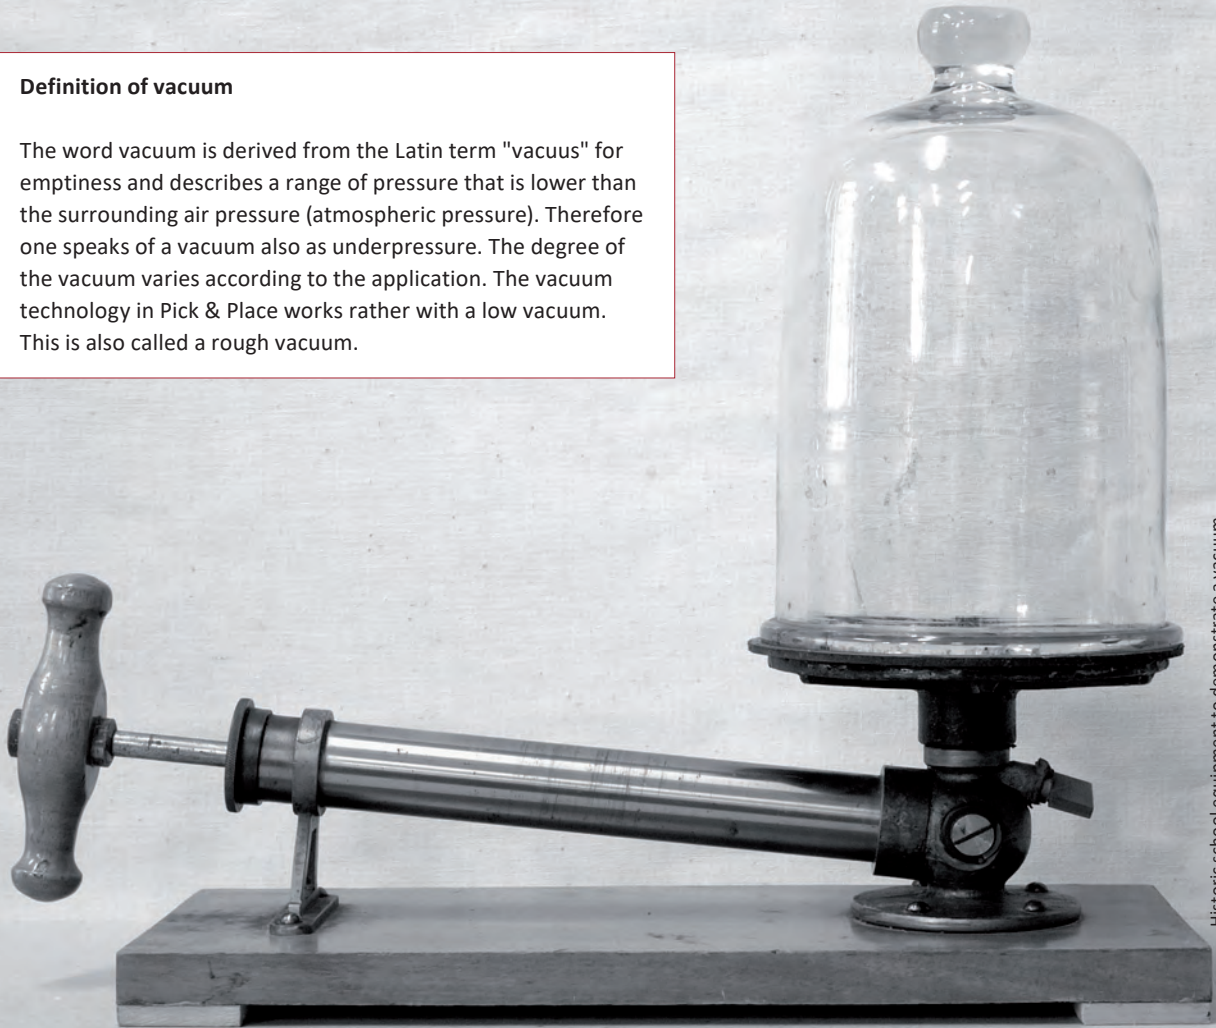 Definition of vacuum
The word vacuum is derived from the Latin term "vacuus" for
emptiness and describes a range of pressure that is lower than
the surrounding air pressure (atmospheric pressure). Therefore
one speaks of a vacuum also as underpressure. The degree of
the vacuum varies according to the application. The vacuum
technology in Pick & Place works rather with a low vacuum.
This is also called a rough vacuum.
Historic school equipment to demonstrate a vacuum